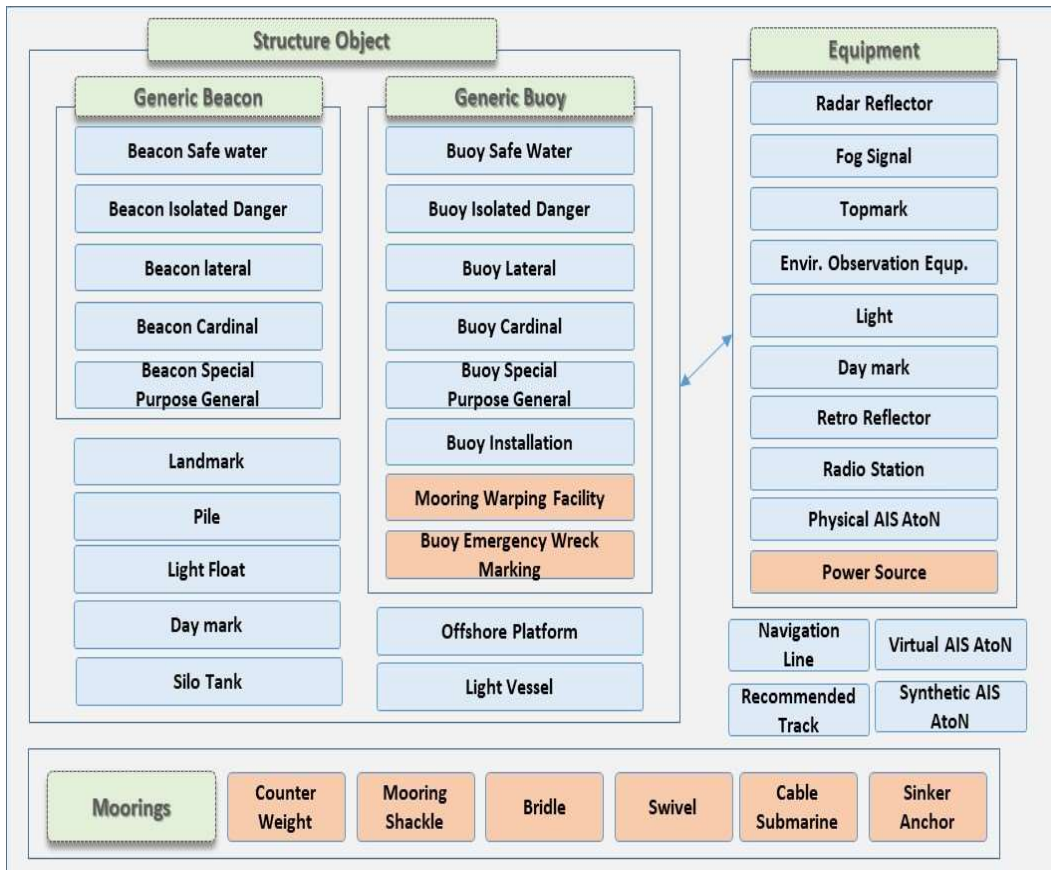 Structure Object
Generic Beacon
Beacon Safe water
Beacon Isolated Danger
Beacon lateral
Beacon Cardinal
Beacon Special
Purpose General
Landmark
Pile
Light Float
Day mark
Silo Tank
Generic Buoy
Buoy Safe Water
Buoy Isolated Danger
Buoy Lateral
Buoy Cardinal
Buoy Special
Purpose General
Buoy Installation
Mooring Warping Facility
Buoy Emergency Wreck
Marking
Offshore Platform
Light Vessel
Equipment
Radar Reflector
Fog Signal
Topmark
Envir. Observation Equp.
Light
Day mark
Retro Reflector
Radio Station
Physical AIS AtoN
Power Source
Navigation
Line
Virtual AIS AtoN
Recommended
Track
Synthetic AIS
AtoN
Moorings
Counter
Weight
Mooring
Shackle
Bridle
Swivel
Cable
Submarine
Sinker
Anchor